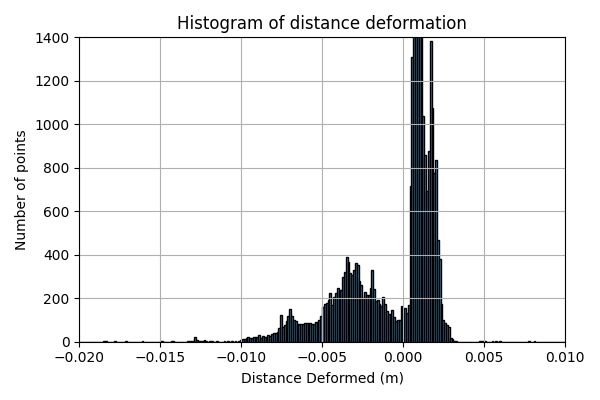 Histogram of distance deformation
Number of points
1400
1200
1000
800
600
400
200
0
−0.020 −0.015 −0.010 −0.005 0.000 0.005 0.010
Distance Deformed (m)